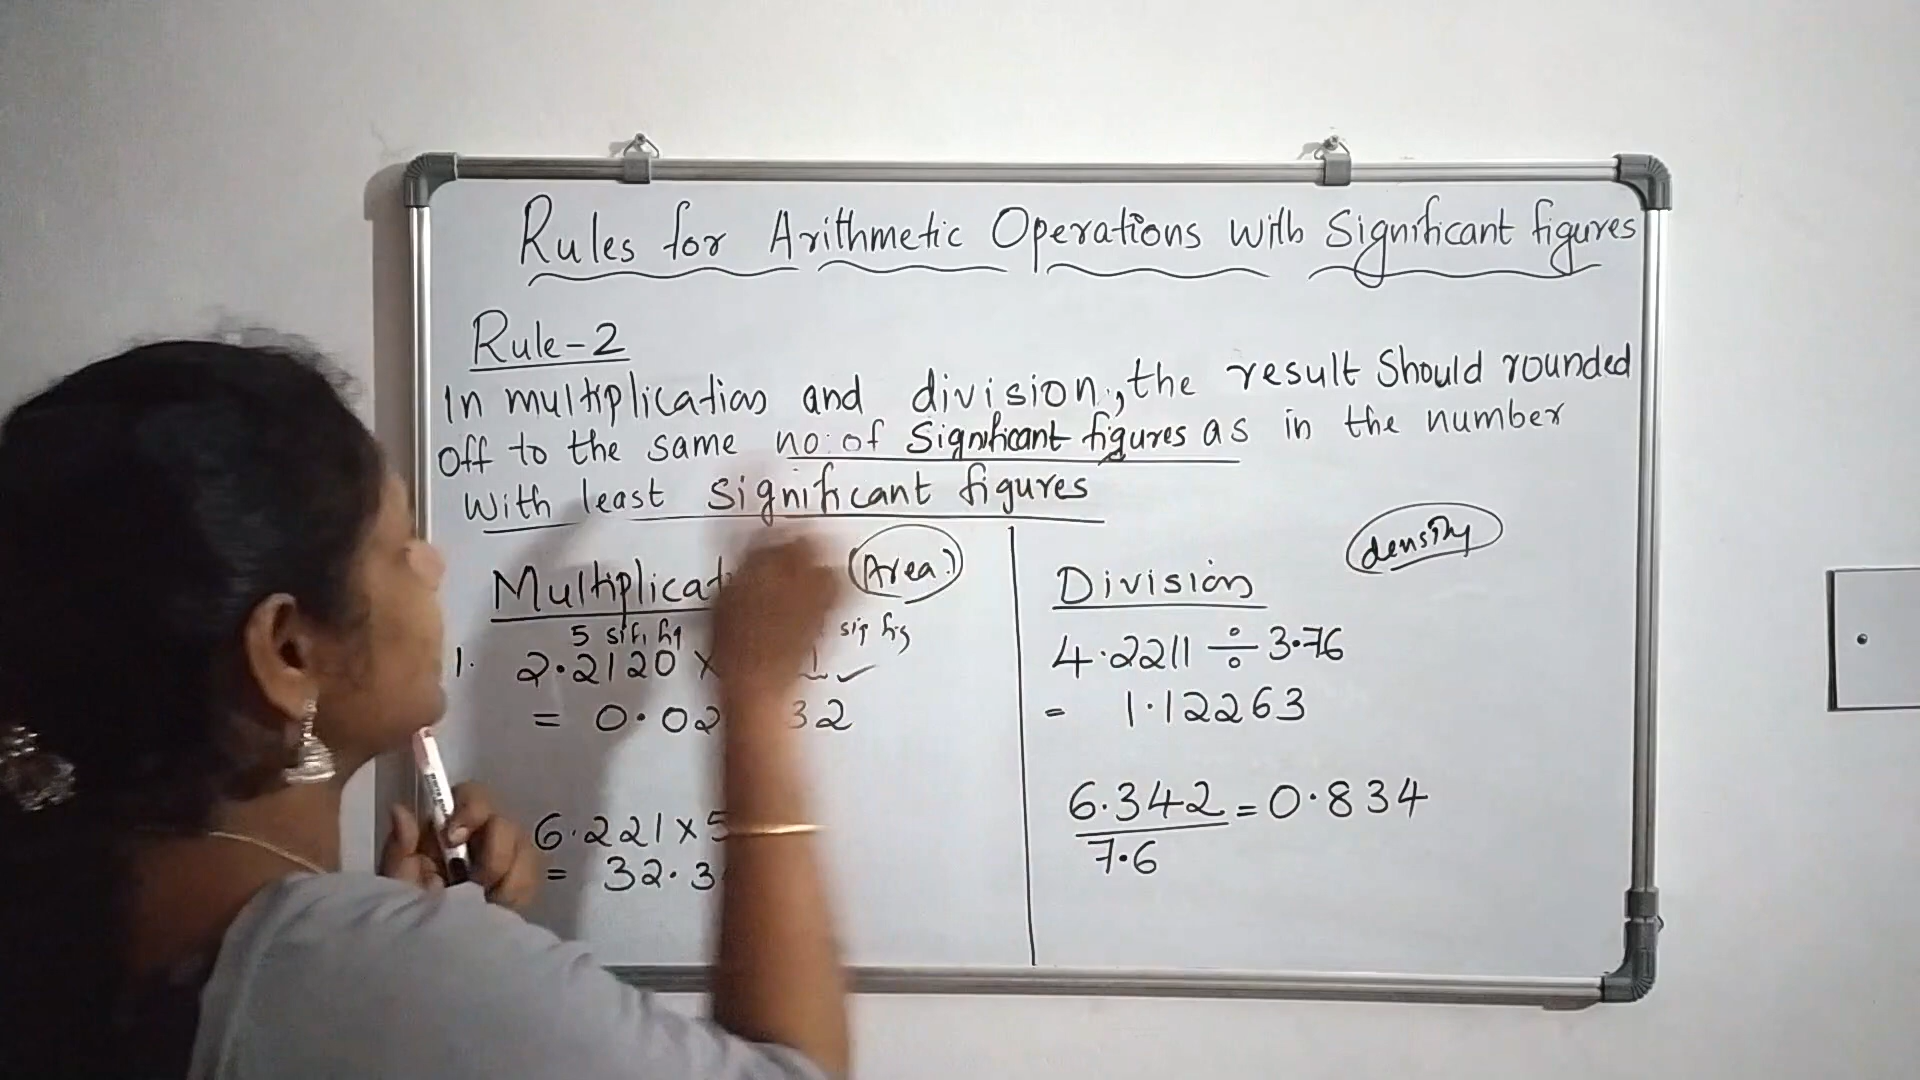 Rules for Arithmetic Operations with Significant figures
Rule-2
In multiplication and division, the result should rounded
off to the same no: of significant figures as in the number
with least significant figures
(Area)
density
Division
5 sig fig
sig fig
1. 2.2120 ×
= 0.02 32
4.2211 ÷ 3.76
= 1.12263
6.221 × 5
= 32.3
6.342 = 0.834
7.6